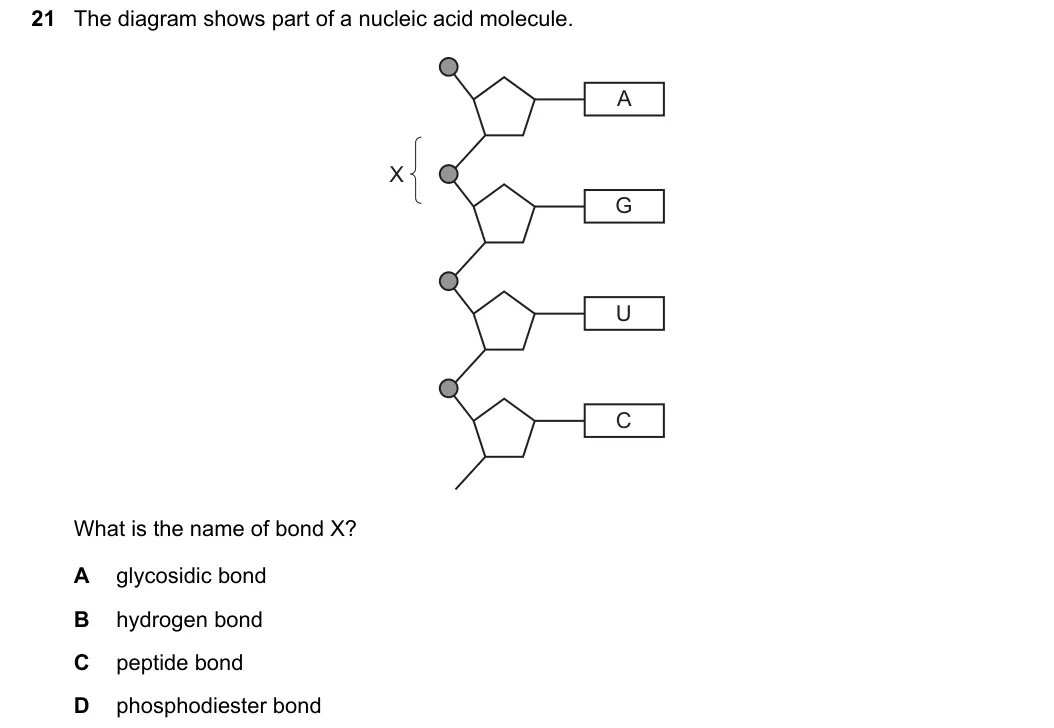 21 The diagram shows part of a nucleic acid molecule.
A
X
G
U
C
What is the name of bond X?
A glycosidic bond
B hydrogen bond
C peptide bond
D phosphodiester bond